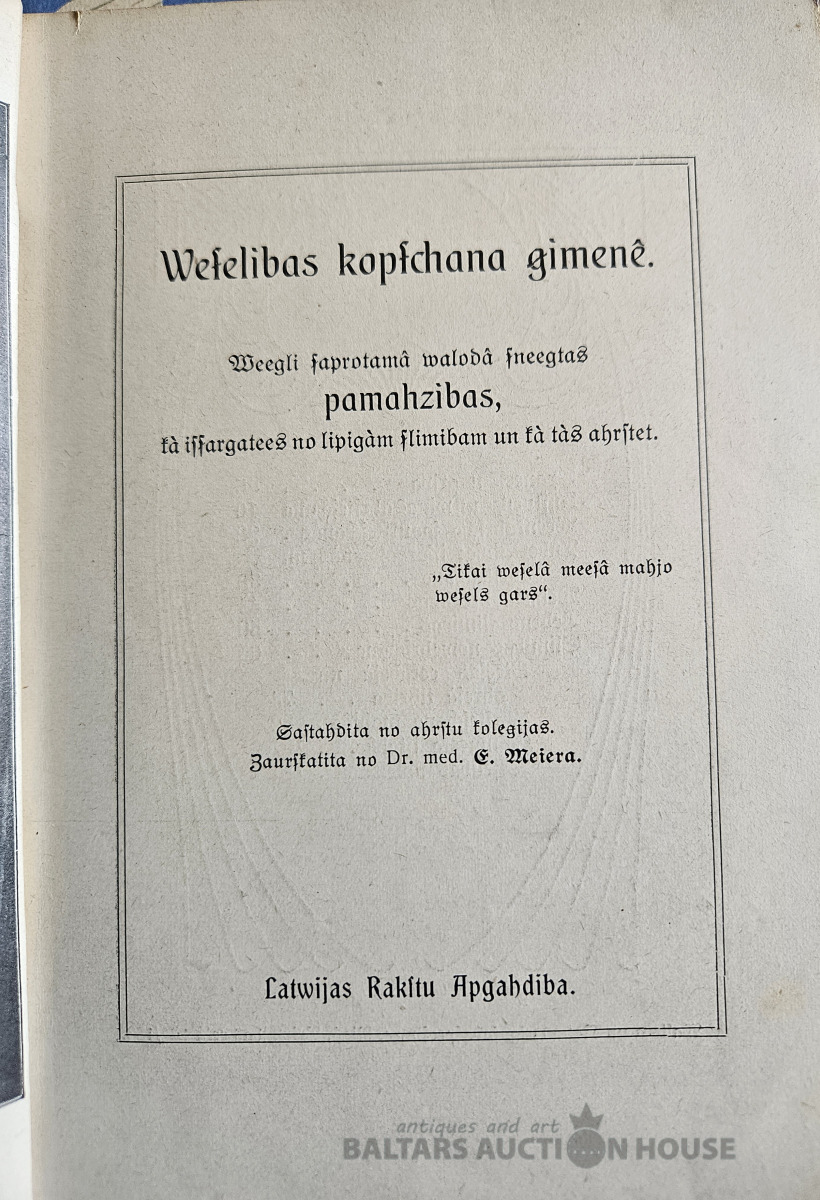 Weſelibas kopſchana gimenê.
Weegli ſaprotamâ walodâ ſneegtas
pamahzibas,
kà iſſargatees no lipigàm ſlimibam un kà tàs ahrſtet.
„Tikai weſelâ meeſâ mahjo
weſels gars“.
Saſtahdita no ahrſtu kolegijas.
Zaurſkatita no Dr. med. E. Meiera.
Latwijas Rakſtu Apgahdiba.
antiques and art
BALTARS AUCTION HOUSE